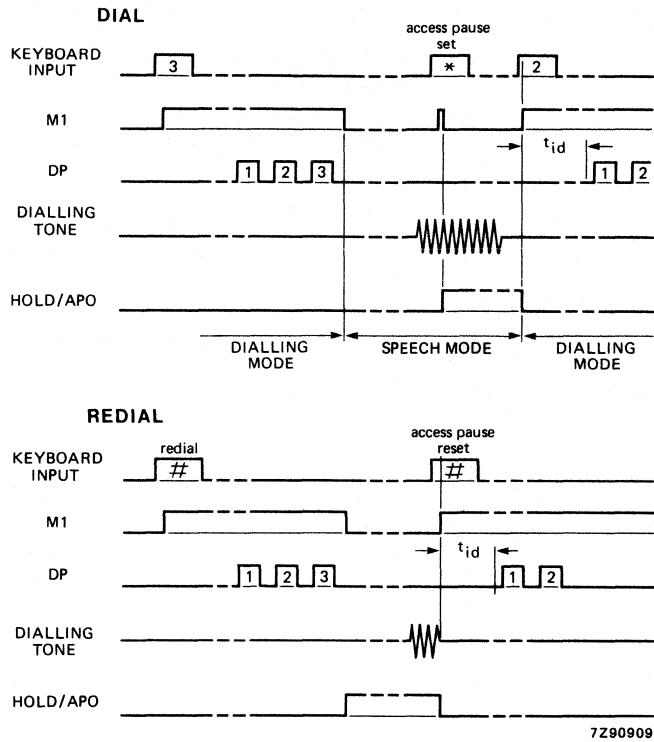 DIAL
access pause
set
KEYBOARD
INPUT
3
*
2
M1
tid
DP
1 2 3
1 2
DIALLING
TONE
HOLD/APO
DIALLING
MODE
SPEECH MODE
DIALLING
MODE
REDIAL
access pause
reset
redial
KEYBOARD
INPUT
#
#
M1
tid
DP
1 2 3
1 2
DIALLING
TONE
HOLD/APO
7Z90909